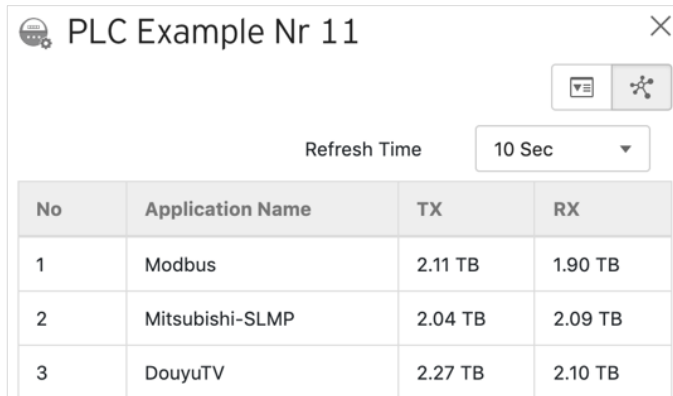 PLC Example Nr 11
Refresh Time 10 Sec
No Application Name TX RX
1 Modbus 2.11 TB 1.90 TB
2 Mitsubishi-SLMP 2.04 TB 2.09 TB
3 DouyuTV 2.27 TB 2.10 TB